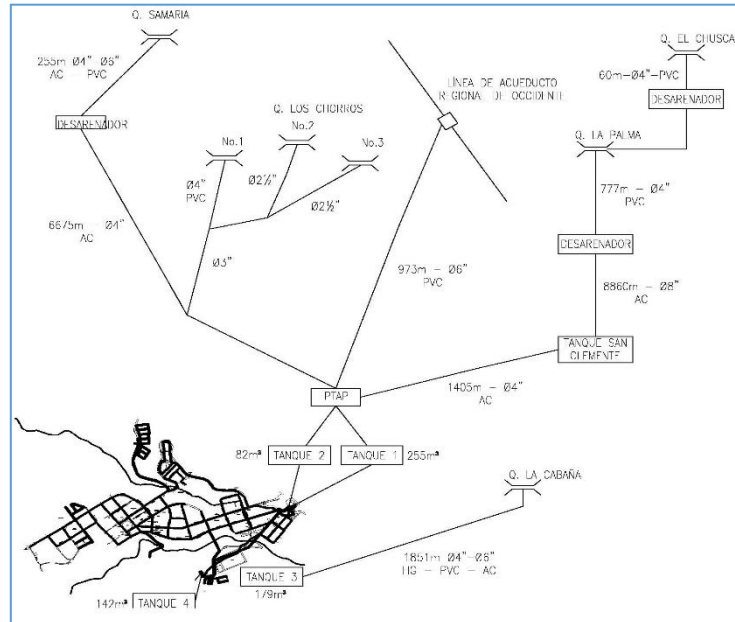 Q. SAMARIA
255m Ø4" Ø6"
AC - PVC
DESARENADOR
6675m - Ø4"
AC
Q. LOS CHORROS
No.1
No.2
No.3
Ø4"
PVC
Ø2½"
Ø2½"
Ø3"
LÍNEA DE ACUEDUCTO
REGIONAL DE OCCIDENTE
973m - Ø6"
PVC
Q. EL CHUSCAL
60m-Ø4"-PVC
DESARENADOR
Q. LA PALMA
777m - Ø4"
PVC
DESARENADOR
8860m - Ø8"
AC
TANQUE SAN
CLEMENTE
1405m - Ø4"
AC
PTAP
82m³
TANQUE 2
TANQUE 1
255m³
Q. LA CABAÑA
1851m Ø4"-Ø6"
HG - PVC - AC
TANQUE 3
179m³
142m³
TANQUE 4